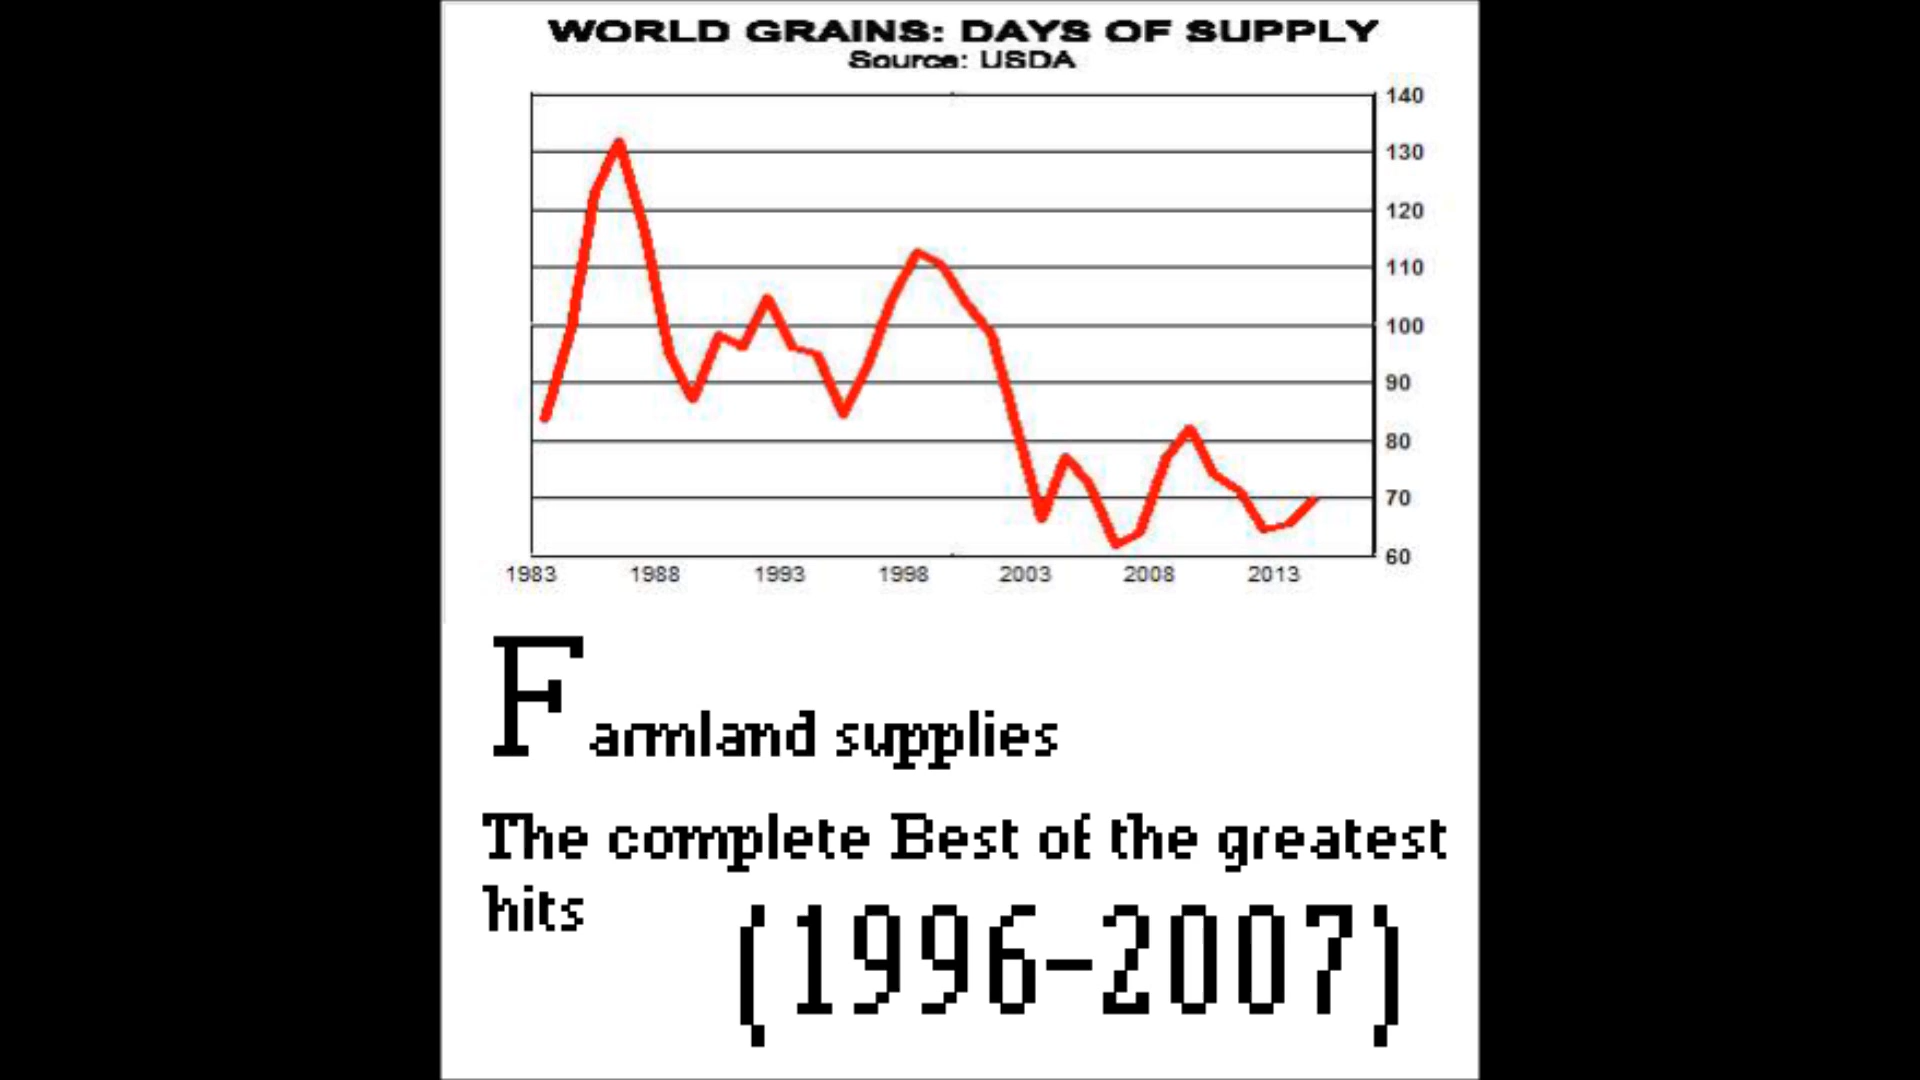 WORLD GRAINS: DAYS OF SUPPLY
Source: USDA
140
130
120
110
100
90
80
70
60
1983 1988 1993 1998 2003 2008 2013
Farmland supplies
The complete Best of the greatest
hits
(1996-2007)